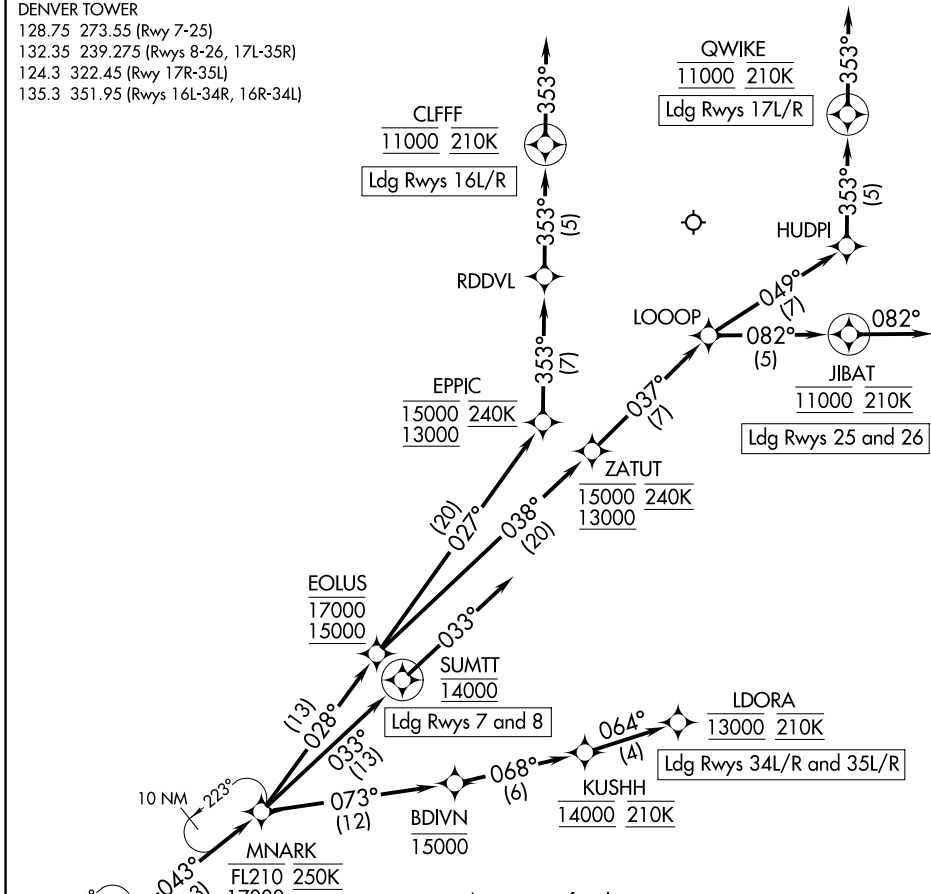 DENVER TOWER
128.75 273.55 (Rwy 7-25)
132.35 239.275 (Rwys 8-26, 17L-35R)
124.3 322.45 (Rwy 17R-35L)
135.3 351.95 (Rwys 16L-34R, 16R-34L)
QWIKE
11000 210K
Ldg Rwys 17L/R
353°
353°
(5)
HUDPI
CLFFF
11000 210K
Ldg Rwys 16L/R
353°
353°
(5)
RDDVL
353°
(7)
049°
(7)
LOOOP
082°
(5)
082°
JIBAT
11000 210K
Ldg Rwys 25 and 26
EPPIC
15000 240K
13000
037°
(7)
ZATUT
15000 240K
13000
(20)
027°
038°
(20)
EOLUS
17000
15000
033°
SUMTT
14000
Ldg Rwys 7 and 8
(13)
028°
033°
(13)
LDORA
13000 210K
Ldg Rwys 34L/R and 35L/R
064°
(4)
KUSHH
14000 210K
068°
(6)
BDIVN
15000
073°
(12)
10 NM
223°
MNARK
FL210 250K
17000
043°